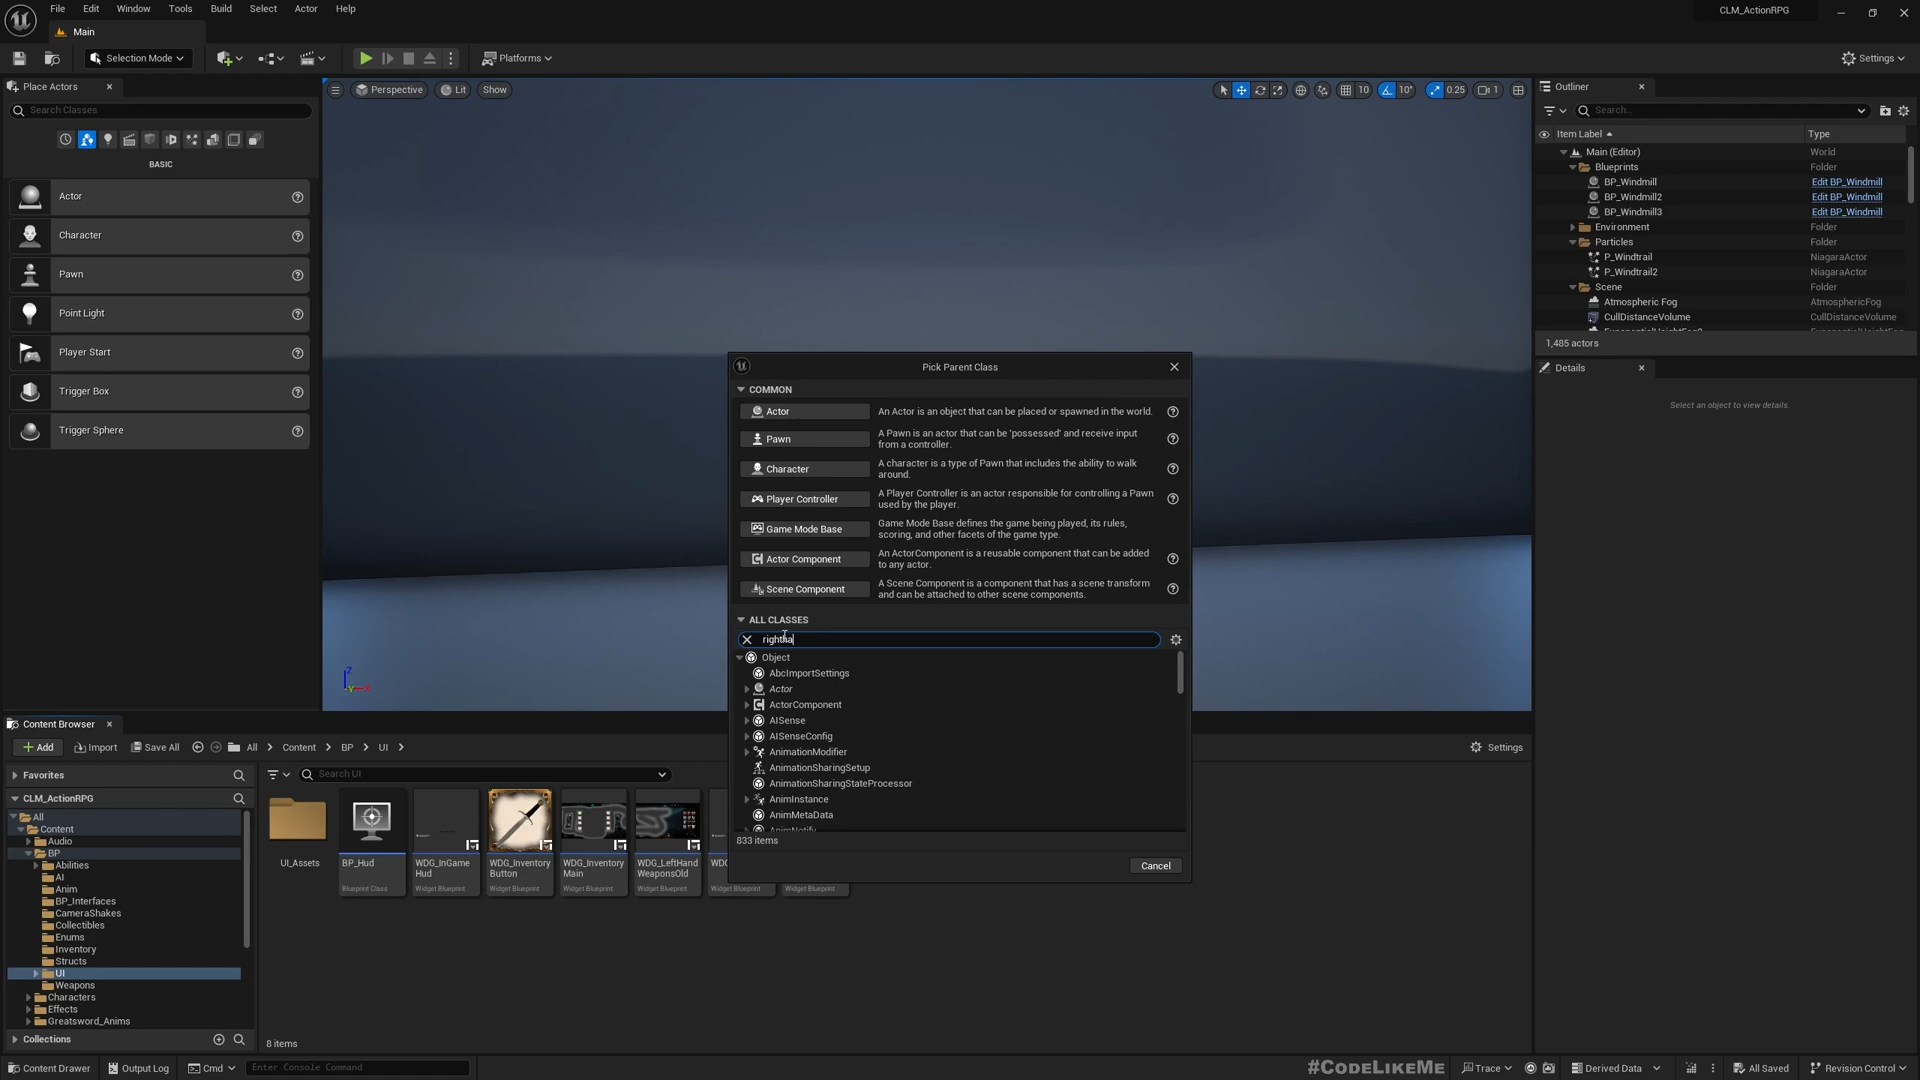 File Edit Window Tools Build Select Actor Help
CLM_ActionRPG
Main
Selection Mode
Platforms
Settings
Place Actors
Search Classes
BASIC
Actor
Character
Pawn
Point Light
Player Start
Trigger Box
Trigger Sphere
Perspective Lit Show
10 10° 0.25 1
Z
Y X
Outliner
Search...
Item Label Type
Main (Editor) World
Blueprints Folder
BP_Windmill Edit BP_Windmill
BP_Windmill2 Edit BP_Windmill
BP_Windmill3 Edit BP_Windmill
Environment Folder
Particles Folder
P_Windtrail NiagaraActor
P_Windtrail2 NiagaraActor
Scene Folder
Atmospheric Fog AtmosphericFog
CullDistanceVolume CullDistanceVolume
1,485 actors
Details
Select an object to view details.
Pick Parent Class
COMMON
Actor An Actor is an object that can be placed or spawned in the world.
Pawn A Pawn is an actor that can be 'possessed' and receive input
from a controller.
Character A character is a type of Pawn that includes the ability to walk
around.
Player Controller A Player Controller is an actor responsible for controlling a Pawn
used by the player.
Game Mode Base Game Mode Base defines the game being played, its rules,
scoring, and other facets of the game type.
Actor Component An ActorComponent is a reusable component that can be added
to any actor.
Scene Component A Scene Component is a component that has a scene transform
and can be attached to other scene components.
ALL CLASSES
rightha
Object
AbcImportSettings
Actor
ActorComponent
AISense
AISenseConfig
AnimationModifier
AnimationSharingSetup
AnimationSharingStateProcessor
AnimInstance
AnimMetaData
AnimNotify
833 items
Cancel
Content Browser
Add Import Save All All Content BP UI
Settings
Favorites
Search UI
CLM_ActionRPG
All
Content
Audio
BP
Abilities
AI
Anim
BP_Interfaces
CameraShakes
Collectibles
Enums
Inventory
Structs
UI
Weapons
Characters
Effects
Greatsword_Anims
Collections
UI_Assets
BP_Hud
Blueprint Class
WDG_InGame
Hud
Widget Blueprint
WDG_Inventory
Button
Widget Blueprint
WDG_Inventory
Main
Widget Blueprint
WDG_LeftHand
WeaponsOld
Widget Blueprint
Widget Blueprint
Widget Blueprint
8 items
Content Drawer Output Log Cmd Enter Console Command
#CODELIKEME
Trace Derived Data All Saved Revision Control